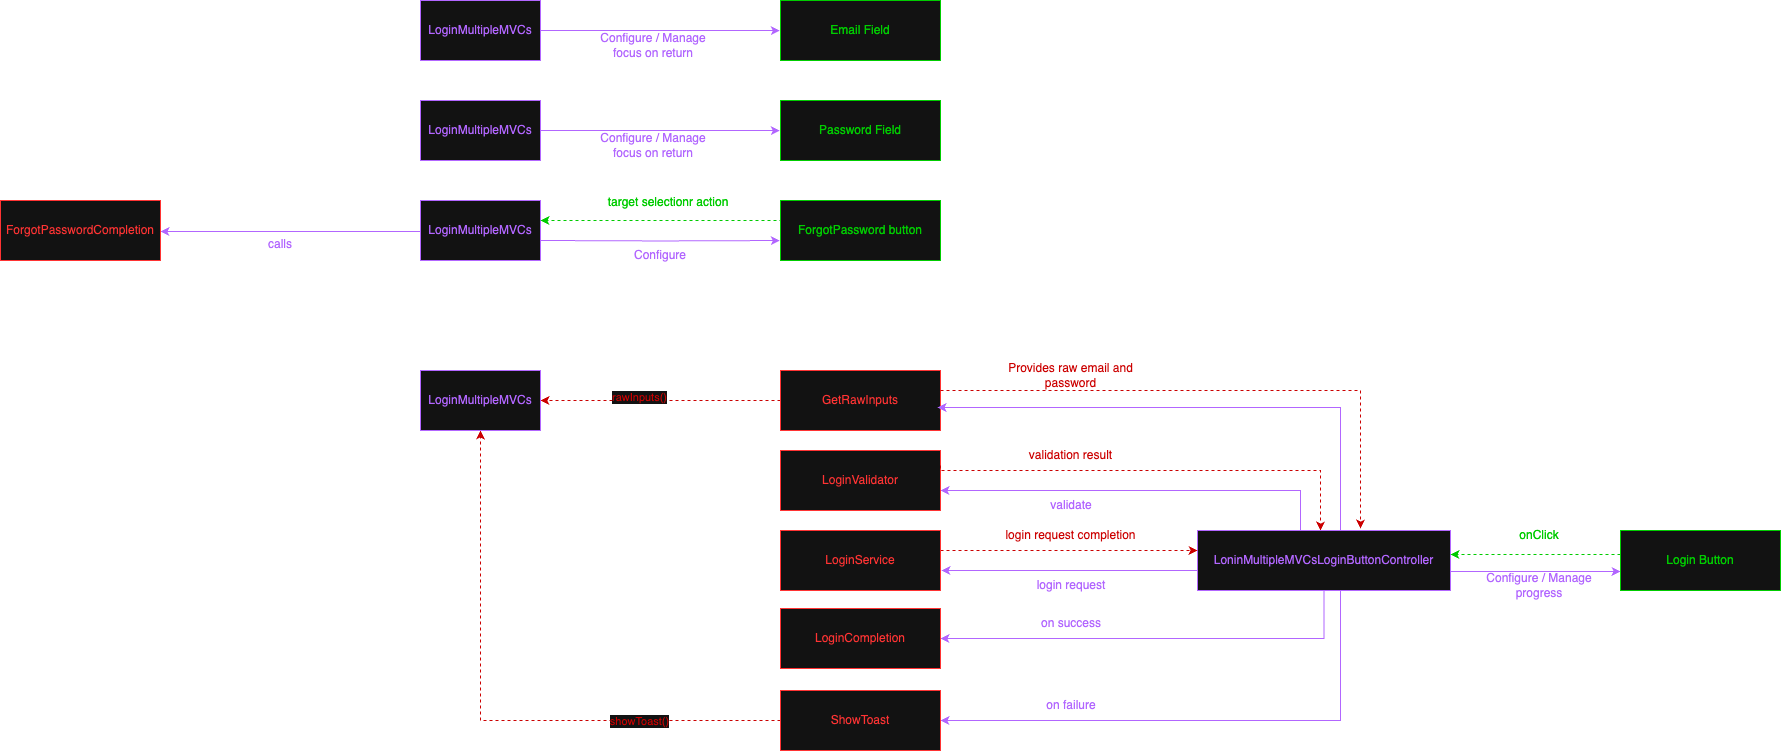 LoginMultipleMVCs
Configure / Manage
focus on return
Email Field
LoginMultipleMVCs
Configure / Manage
focus on return
Password Field
ForgotPasswordCompletion
calls
LoginMultipleMVCs
target selectionr action
Configure
ForgotPassword button
LoginMultipleMVCs
rawInputs()
GetRawInputs
Provides raw email and
password
LoginValidator
validation result
validate
LoginService
login request completion
login request
LoninMultipleMVCsLoginButtonController
onClick
Configure / Manage
progress
Login Button
LoginCompletion
on success
showToast()
ShowToast
on failure